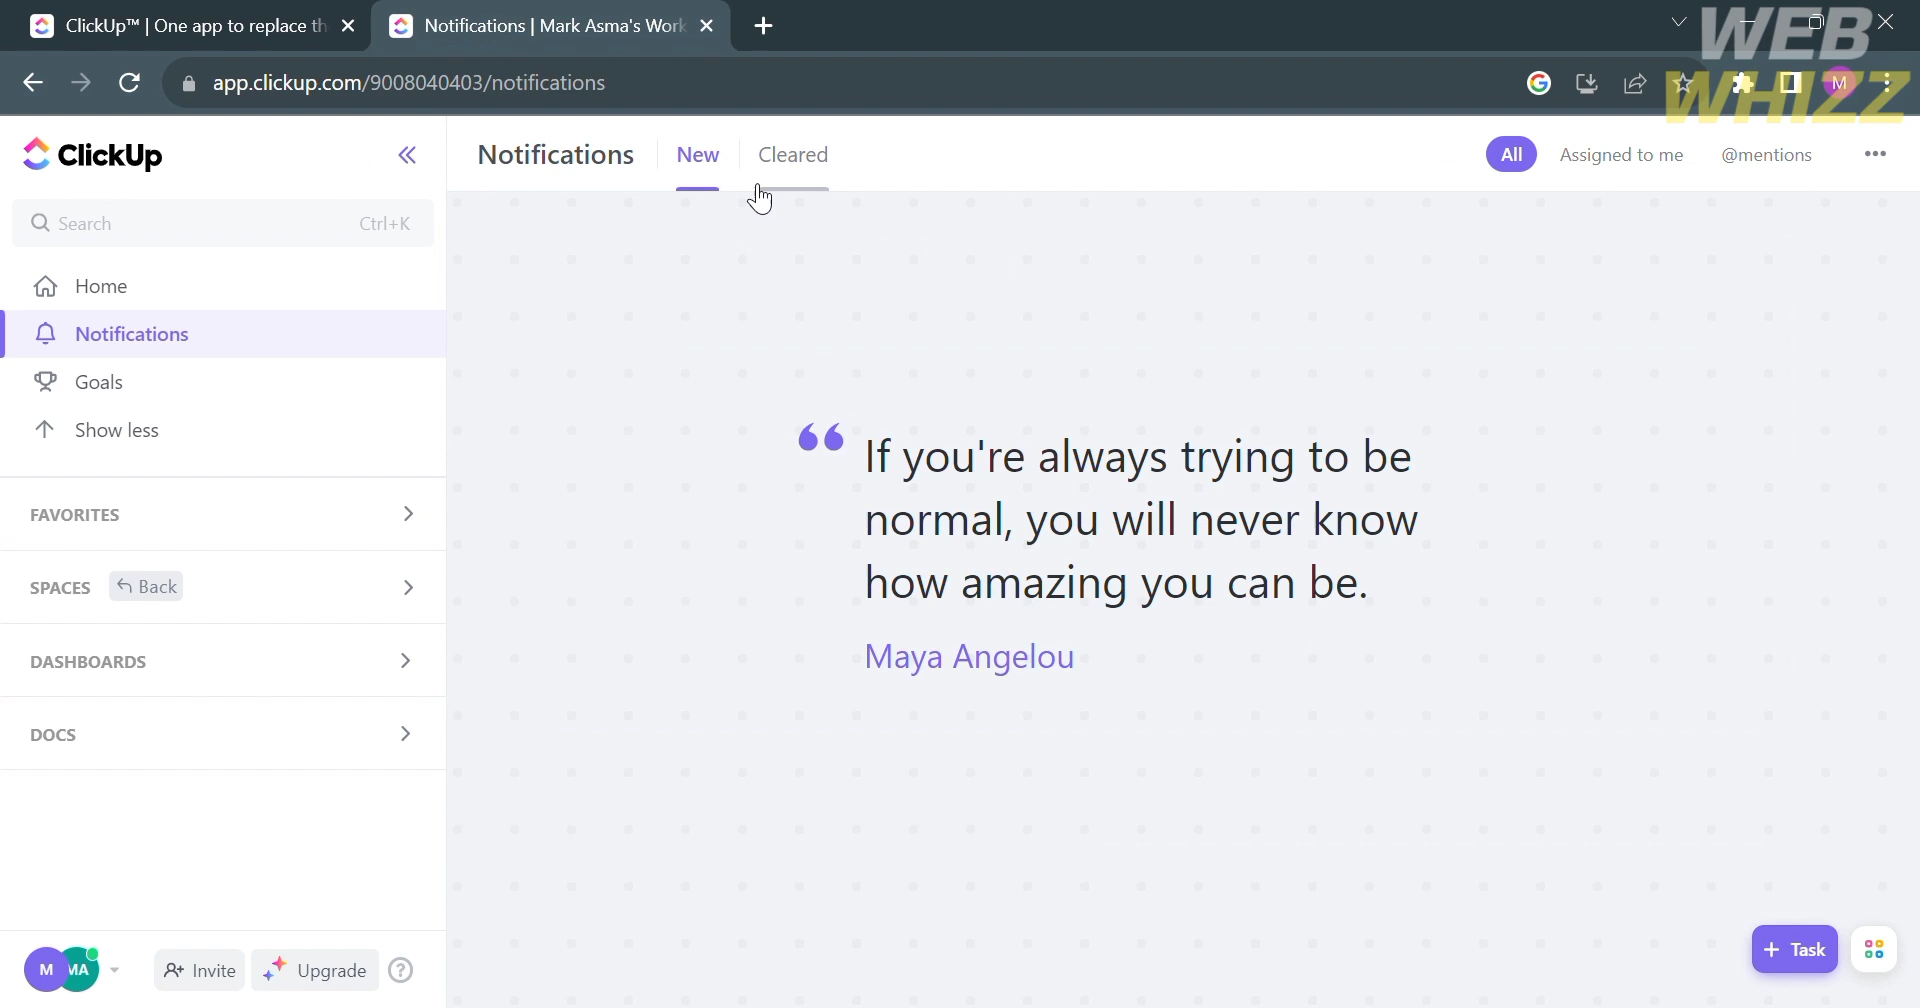 ClickUp™ | One app to replace th
Notifications | Mark Asma's Work
WEB
WHIZZ
app.clickup.com/9008040403/notifications
M
ClickUp
Notifications
New
Cleared
All
Assigned to me
@mentions
Search
Ctrl+K
Home
Notifications
Goals
Show less
FAVORITES
SPACES
Back
DASHBOARDS
DOCS
“ If you're always trying to be
normal, you will never know
how amazing you can be.
Maya Angelou
M
MA
Invite
Upgrade
?
+ Task